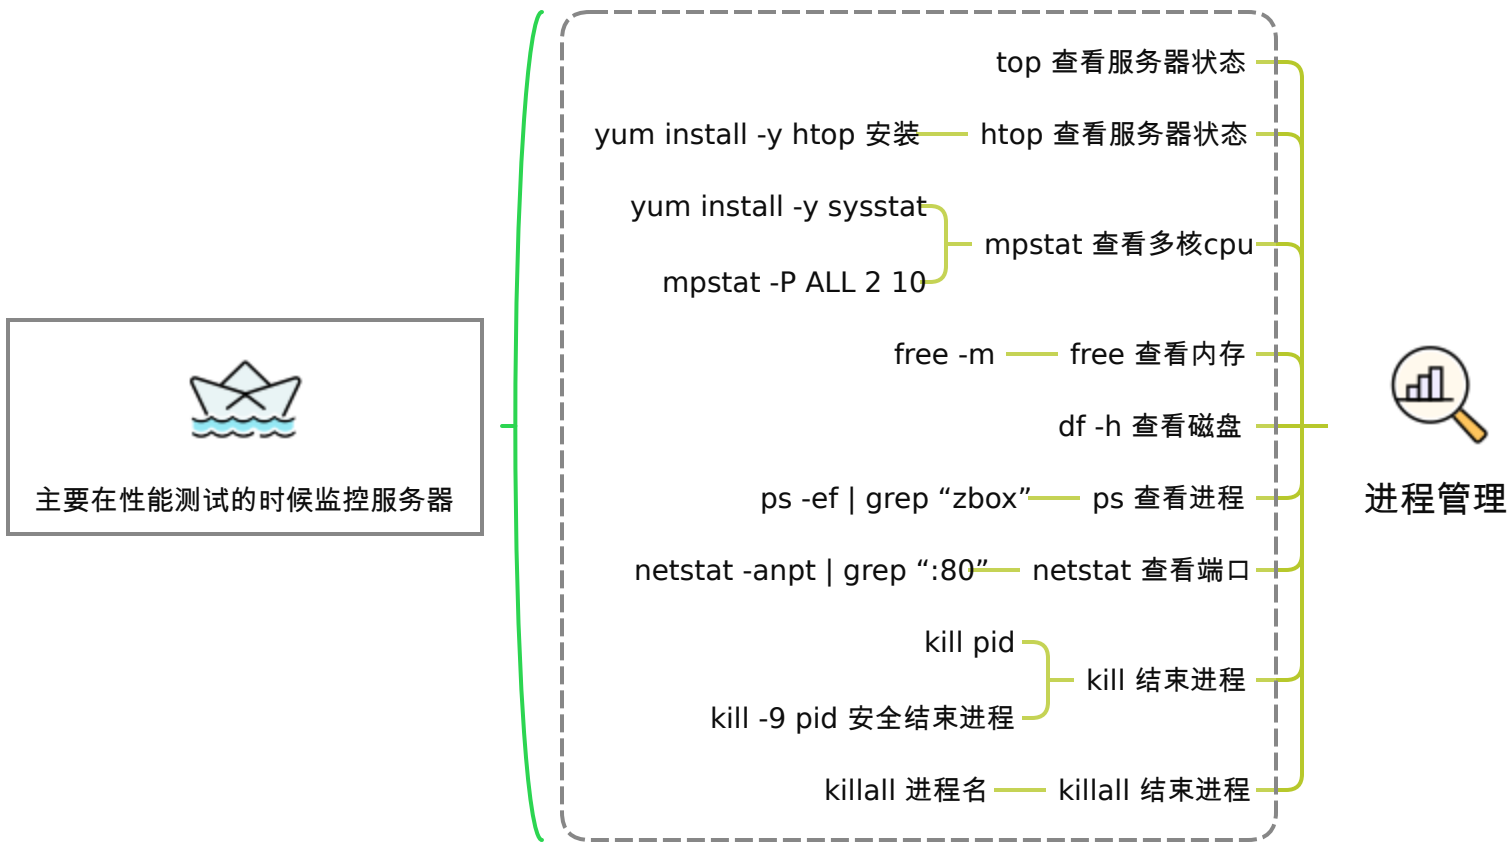 top 查看服务器状态
yum install -y htop 安装
htop 查看服务器状态
yum install -y sysstat
mpstat -P ALL 2 10
mpstat 查看多核cpu
free -m
free 查看内存
df -h 查看磁盘
ps -ef | grep “zbox”
ps 查看进程
netstat -anpt | grep “:80”
netstat 查看端口
kill pid
kill -9 pid 安全结束进程
kill 结束进程
killall 进程名
killall 结束进程
主要在性能测试的时候监控服务器
进程管理